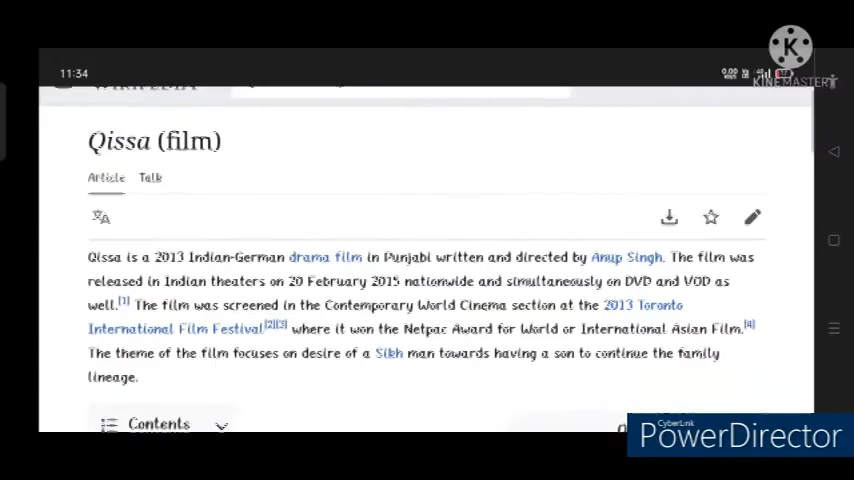 11:34
0.00
KINEMASTER
WIKIPEDIA
Qissa (film)
Article Talk
Qissa is a 2013 Indian-German drama film in Punjabi written and directed by Anup Singh. The film was
released in Indian theaters on 20 February 2015 nationwide and simultaneously on DVD and VOD as
well.[1] The film was screened in the Contemporary World Cinema section at the 2013 Toronto
International Film Festival[2][3] where it won the Netpac Award for World or International Asian Film.[4]
The theme of the film focuses on desire of a Sikh man towards having a son to continue the family
lineage.
Contents
CyberLink
PowerDirector